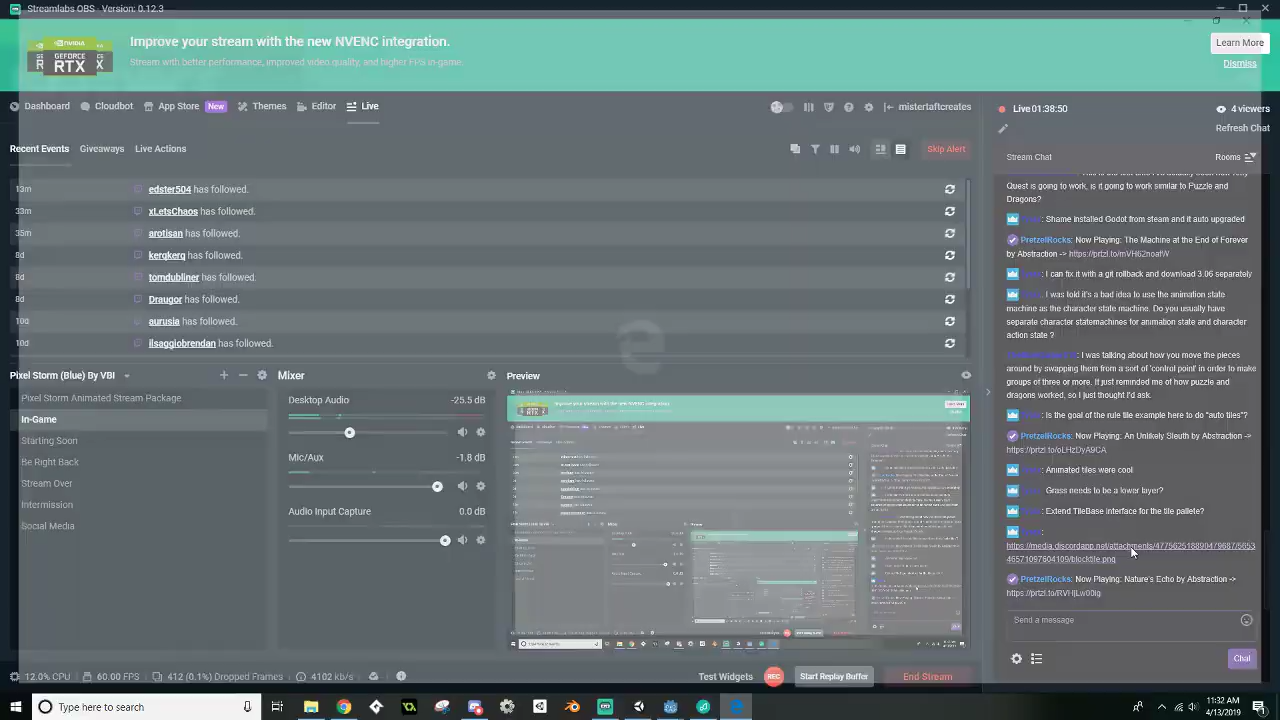 Streamlabs OBS - Version: 0.12.3
NVIDIA
GEFORCE
RTX
Improve your stream with the new NVENC integration.
Stream with better performance, improved video quality, and higher FPS in-game.
Learn More
Dismiss
Dashboard
Cloudbot
App Store
New
Themes
Editor
Live
mistertaftcreates
Live 01:38:50
4 viewers
Refresh Chat
Recent Events
Giveaways
Live Actions
Skip Alert
Stream Chat
Rooms
13m edster504 has followed.
33m xLetsChaos has followed.
35m arotisan has followed.
8d kerqkerq has followed.
8d tomdubliner has followed.
8d Draugor has followed.
10d aurusia has followed.
10d ilsaggiobrendan has followed.
Quest is going to work, is it going to work similar to Puzzle and
Dragons?
: Shame installed Godot from steam and it auto upgraded
PretzelRocks: Now Playing: The Machine at the End of Forever
by Abstraction -> https://prtzl.to/mVH62noafW
: I can fix it with a git rollback and download 3.06 separately
: I was told it's a bad idea to use the animation state
machine as the character state machine. Do you usually have
separate character statemachines for animation state and character
action state ?
: I was talking about how you move the pieces
around by swapping them from a sort of 'control point' in order to make
groups of three or more. It just reminded me of how puzzle and
dragons worked, so I just thought I'd ask.
: Is the goal of the rule tile example here to do "auto tiles"?
PretzelRocks: Now Playing: An Unlikely Sleuth by Abstraction ->
https://prtzl.to/oLHzDyA9CA
: Animated tiles were cool
: Grass needs to be a lower layer?
: Extend TileBase interface for the tile pallete?
PretzelRocks: Now Playing: Nature's Echo by Abstraction ->
Send a message
Chat
Pixel Storm (Blue) By VBI
Pixel Storm Animated Stream Package
In-Game
Starting Soon
Be Right Back
Stream Over
Intermission
Social Media
Mixer
Desktop Audio -25.5 dB
Mic/Aux -1.8 dB
Audio Input Capture 0.0 dB
Preview
12.0% CPU
60.00 FPS
412 (0.1%) Dropped Frames
4102 kb/s
Test Widgets
REC
Start Replay Buffer
End Stream
Type here to search
11:32 AM
4/13/2019